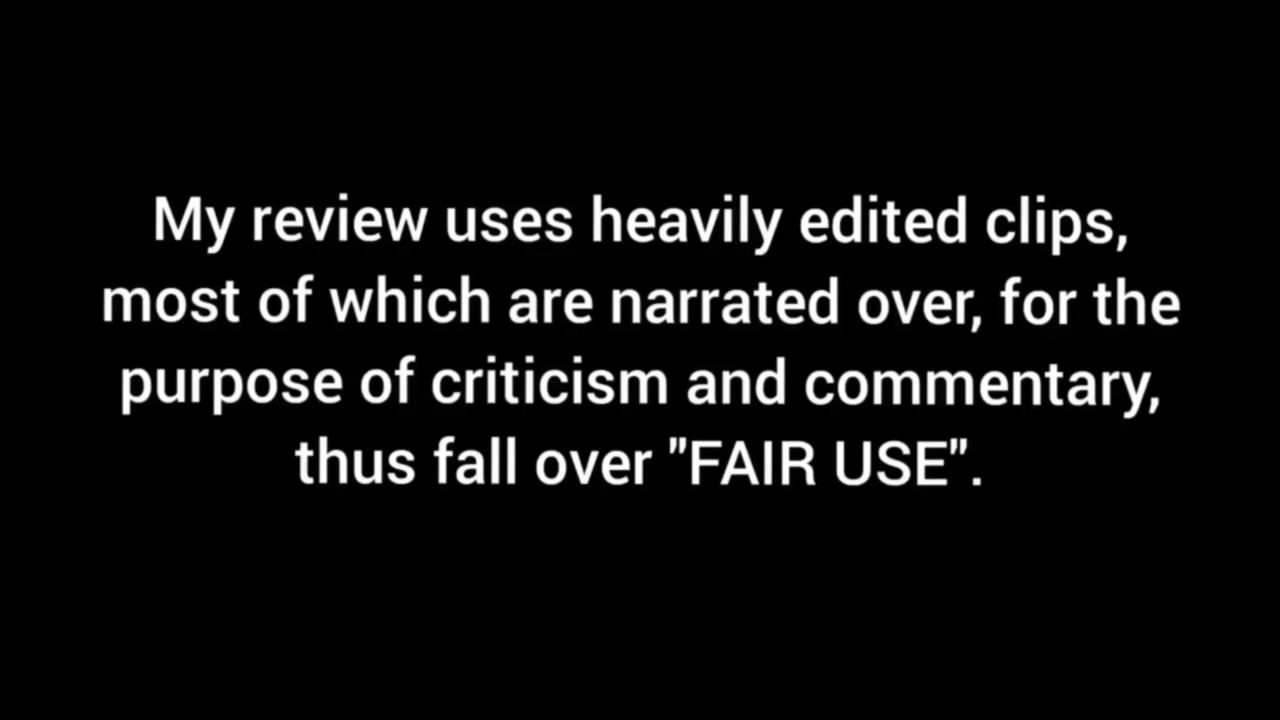 My review uses heavily edited clips,
most of which are narrated over, for the
purpose of criticism and commentary,
thus fall over "FAIR USE".